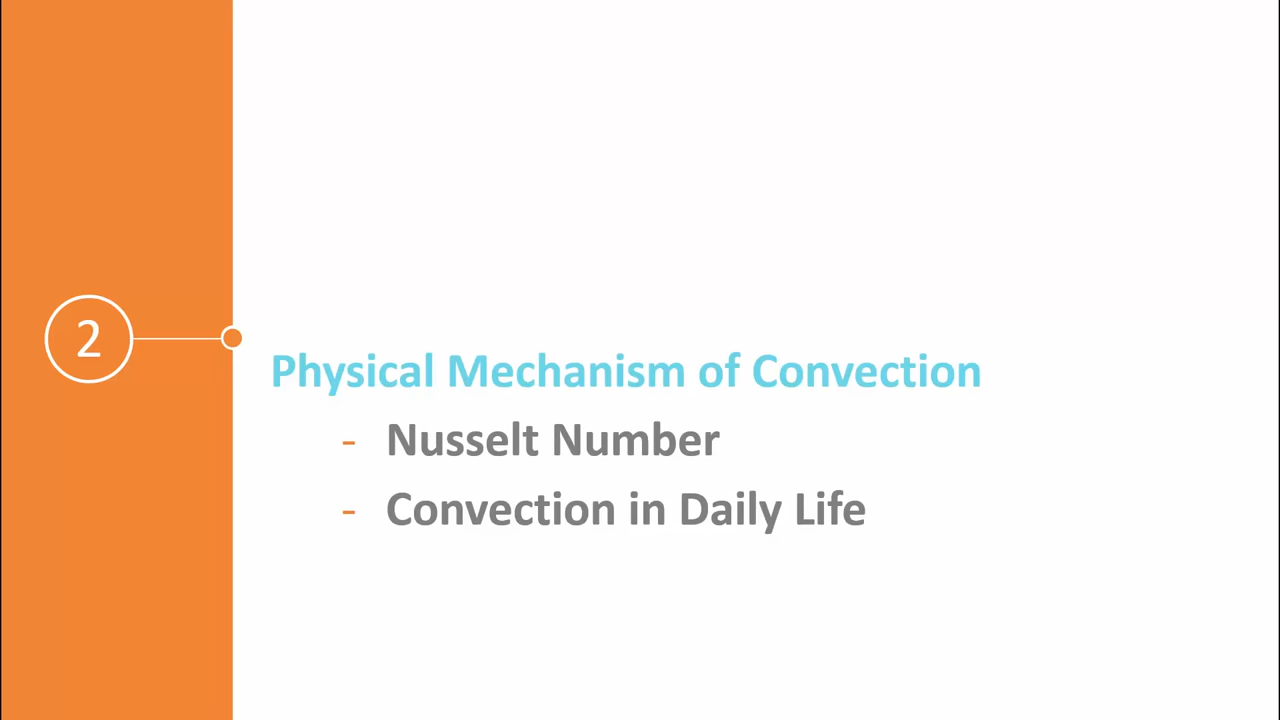 2
Physical Mechanism of Convection
- Nusselt Number
- Convection in Daily Life